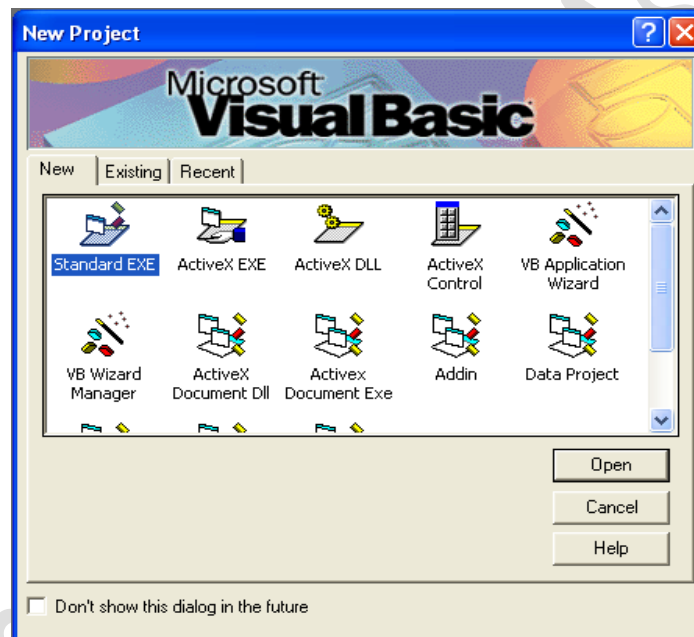 New Project
Microsoft
Visual Basic
New Existing Recent
Standard EXE ActiveX EXE ActiveX DLL ActiveX Control VB Application Wizard
VB Wizard Manager ActiveX Document Dll Activex Document Exe Addin Data Project
Open
Cancel
Help
Don't show this dialog in the future